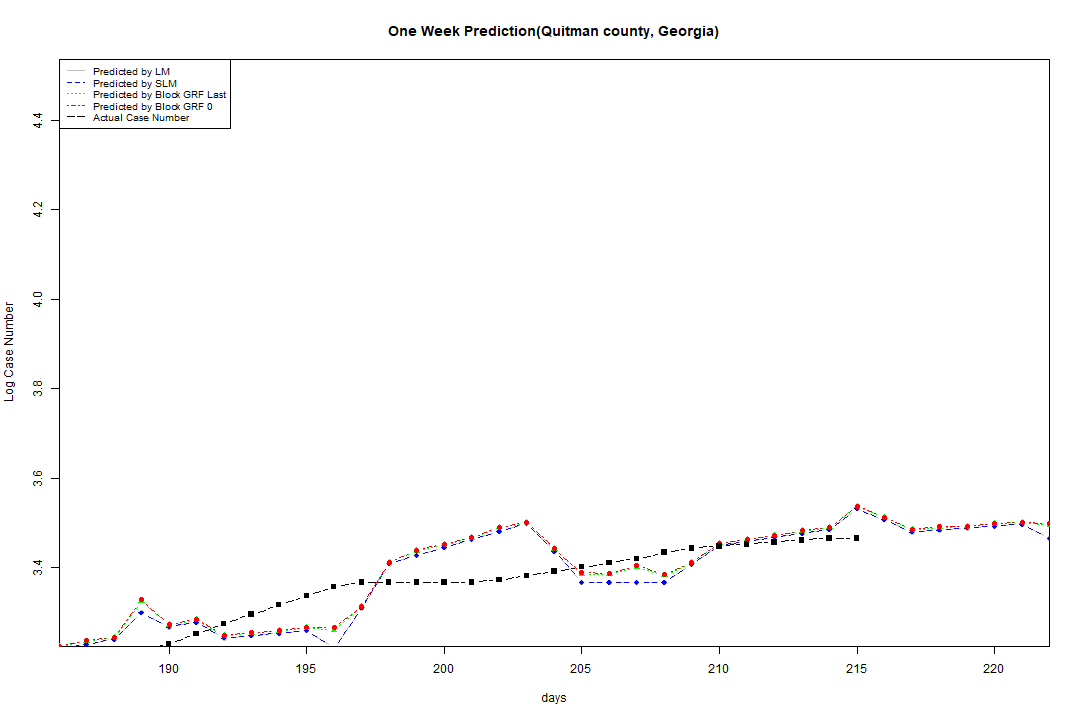 One Week Prediction(Quitman county, Georgia)
Predicted by LM
Predicted by SLM
Predicted by Block GRF Last
Predicted by Block GRF 0
Actual Case Number
4.4
4.2
4.0
3.8
3.6
3.4
Log Case Number
190 195 200 205 210 215 220
days